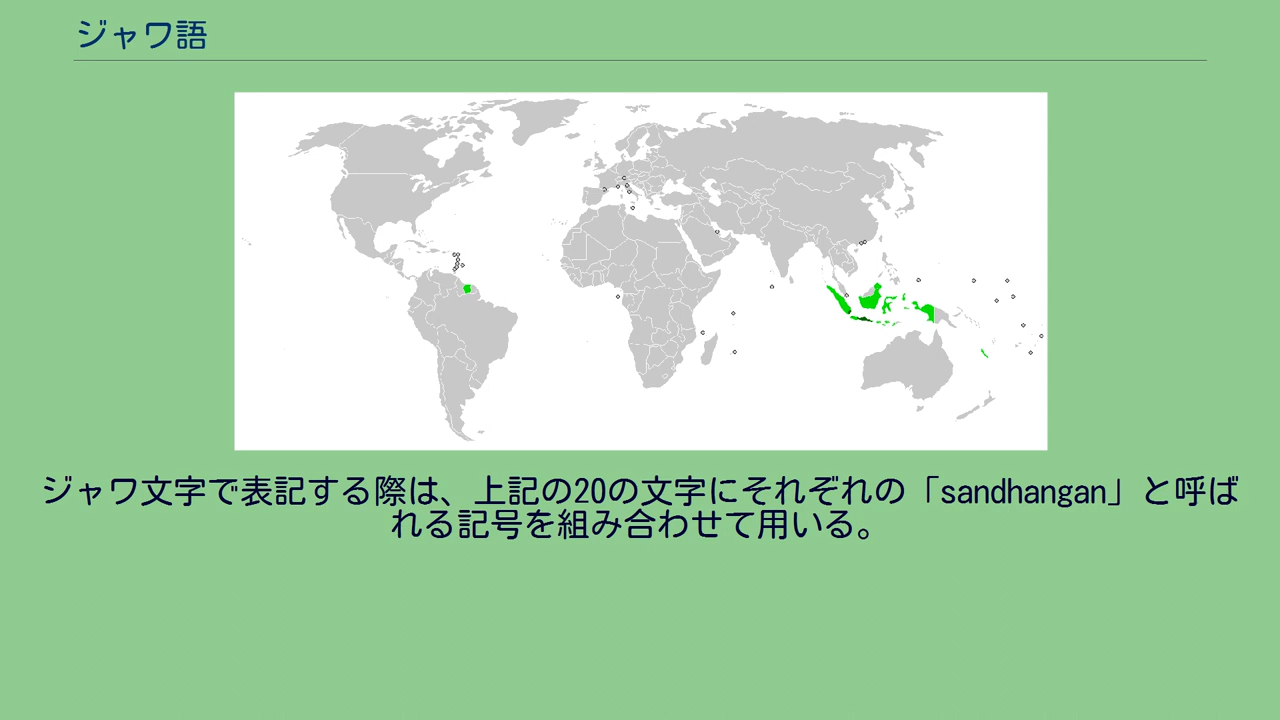 ジャワ語
ジャワ文字で表記する際は、上記の20の文字にそれぞれの「sandhangan」と呼ば
れる記号を組み合わせて用いる。